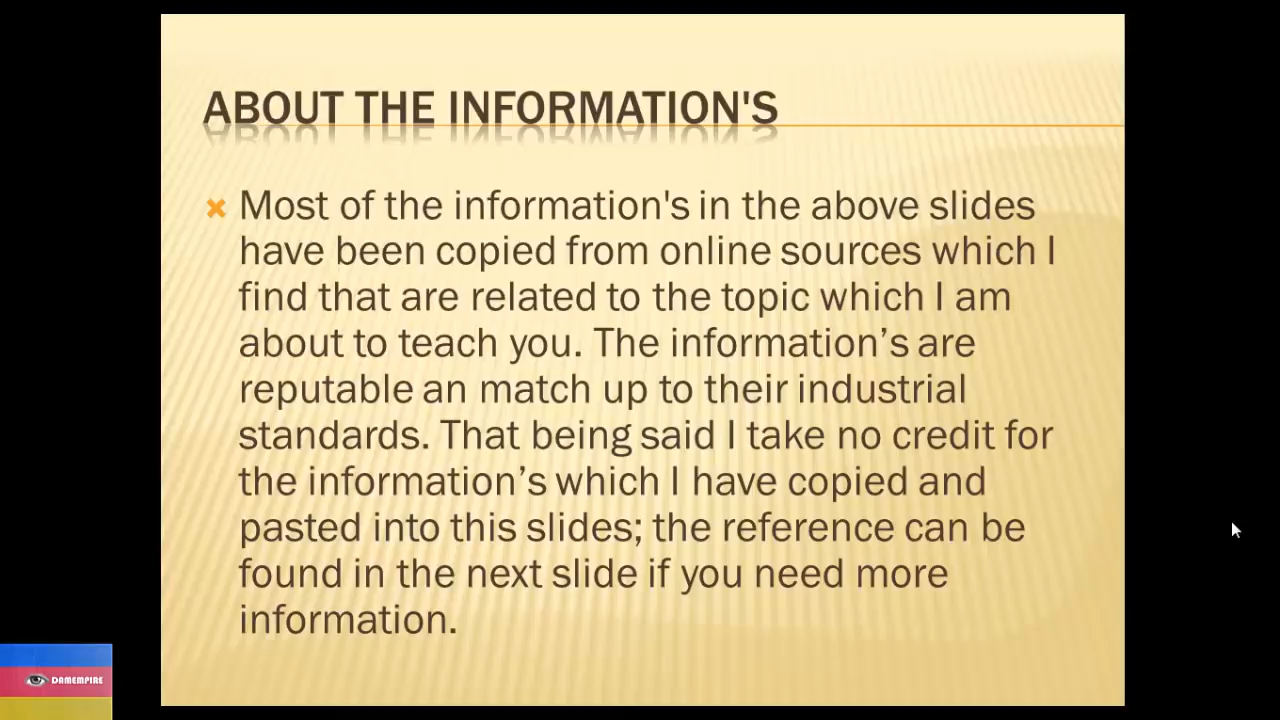 ABOUT THE INFORMATION'S
Most of the information's in the above slides
have been copied from online sources which I
find that are related to the topic which I am
about to teach you. The information’s are
reputable an match up to their industrial
standards. That being said I take no credit for
the information’s which I have copied and
pasted into this slides; the reference can be
found in the next slide if you need more
information.
DAMEMPIRE